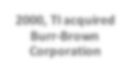 2000, TI acquired
Burr-Brown
Corporation